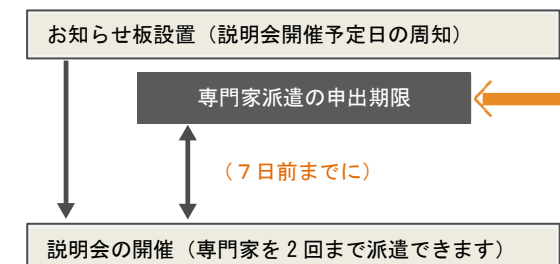 お知らせ板設置（説明会開催予定日の周知）
専門家派遣の申出期限
（７日前までに）
説明会の開催（専門家を２回まで派遣できます）